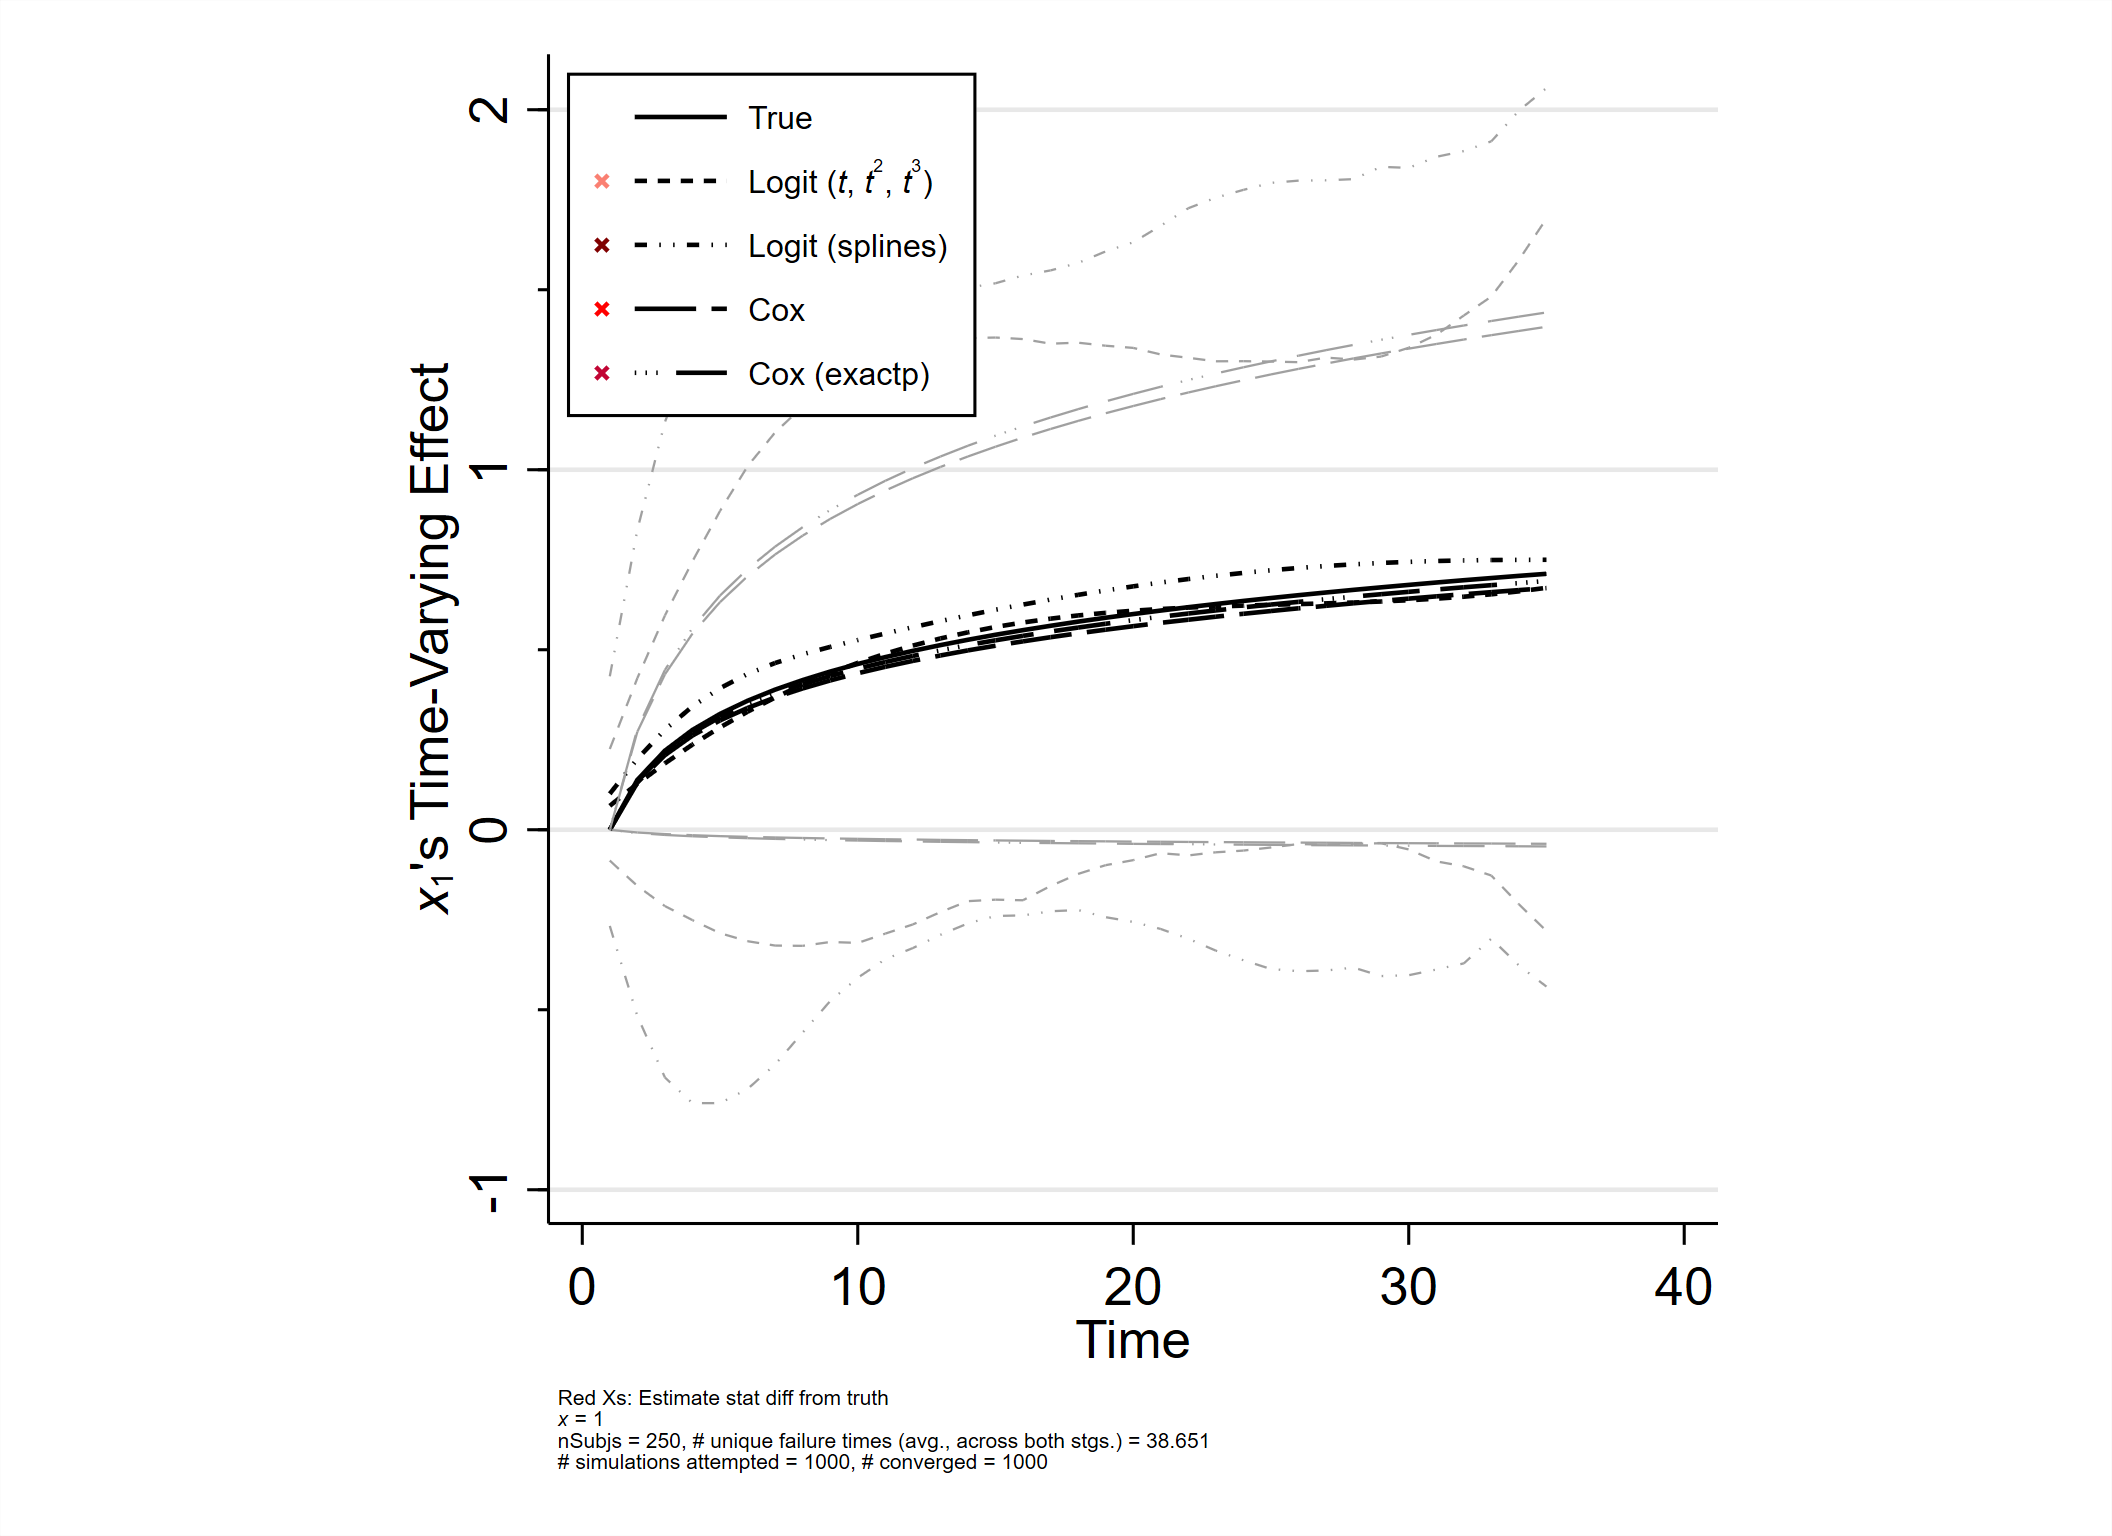 True
Logit (t, t², t³)
Logit (splines)
Cox
Cox (exactp)
x₁'s Time-Varying Effect
2
1
0
-1
0 10 20 30 40
Time
Red Xs: Estimate stat diff from truth
x = 1
nSubjs = 250, # unique failure times (avg., across both stgs.) = 38.651
# simulations attempted = 1000, # converged = 1000